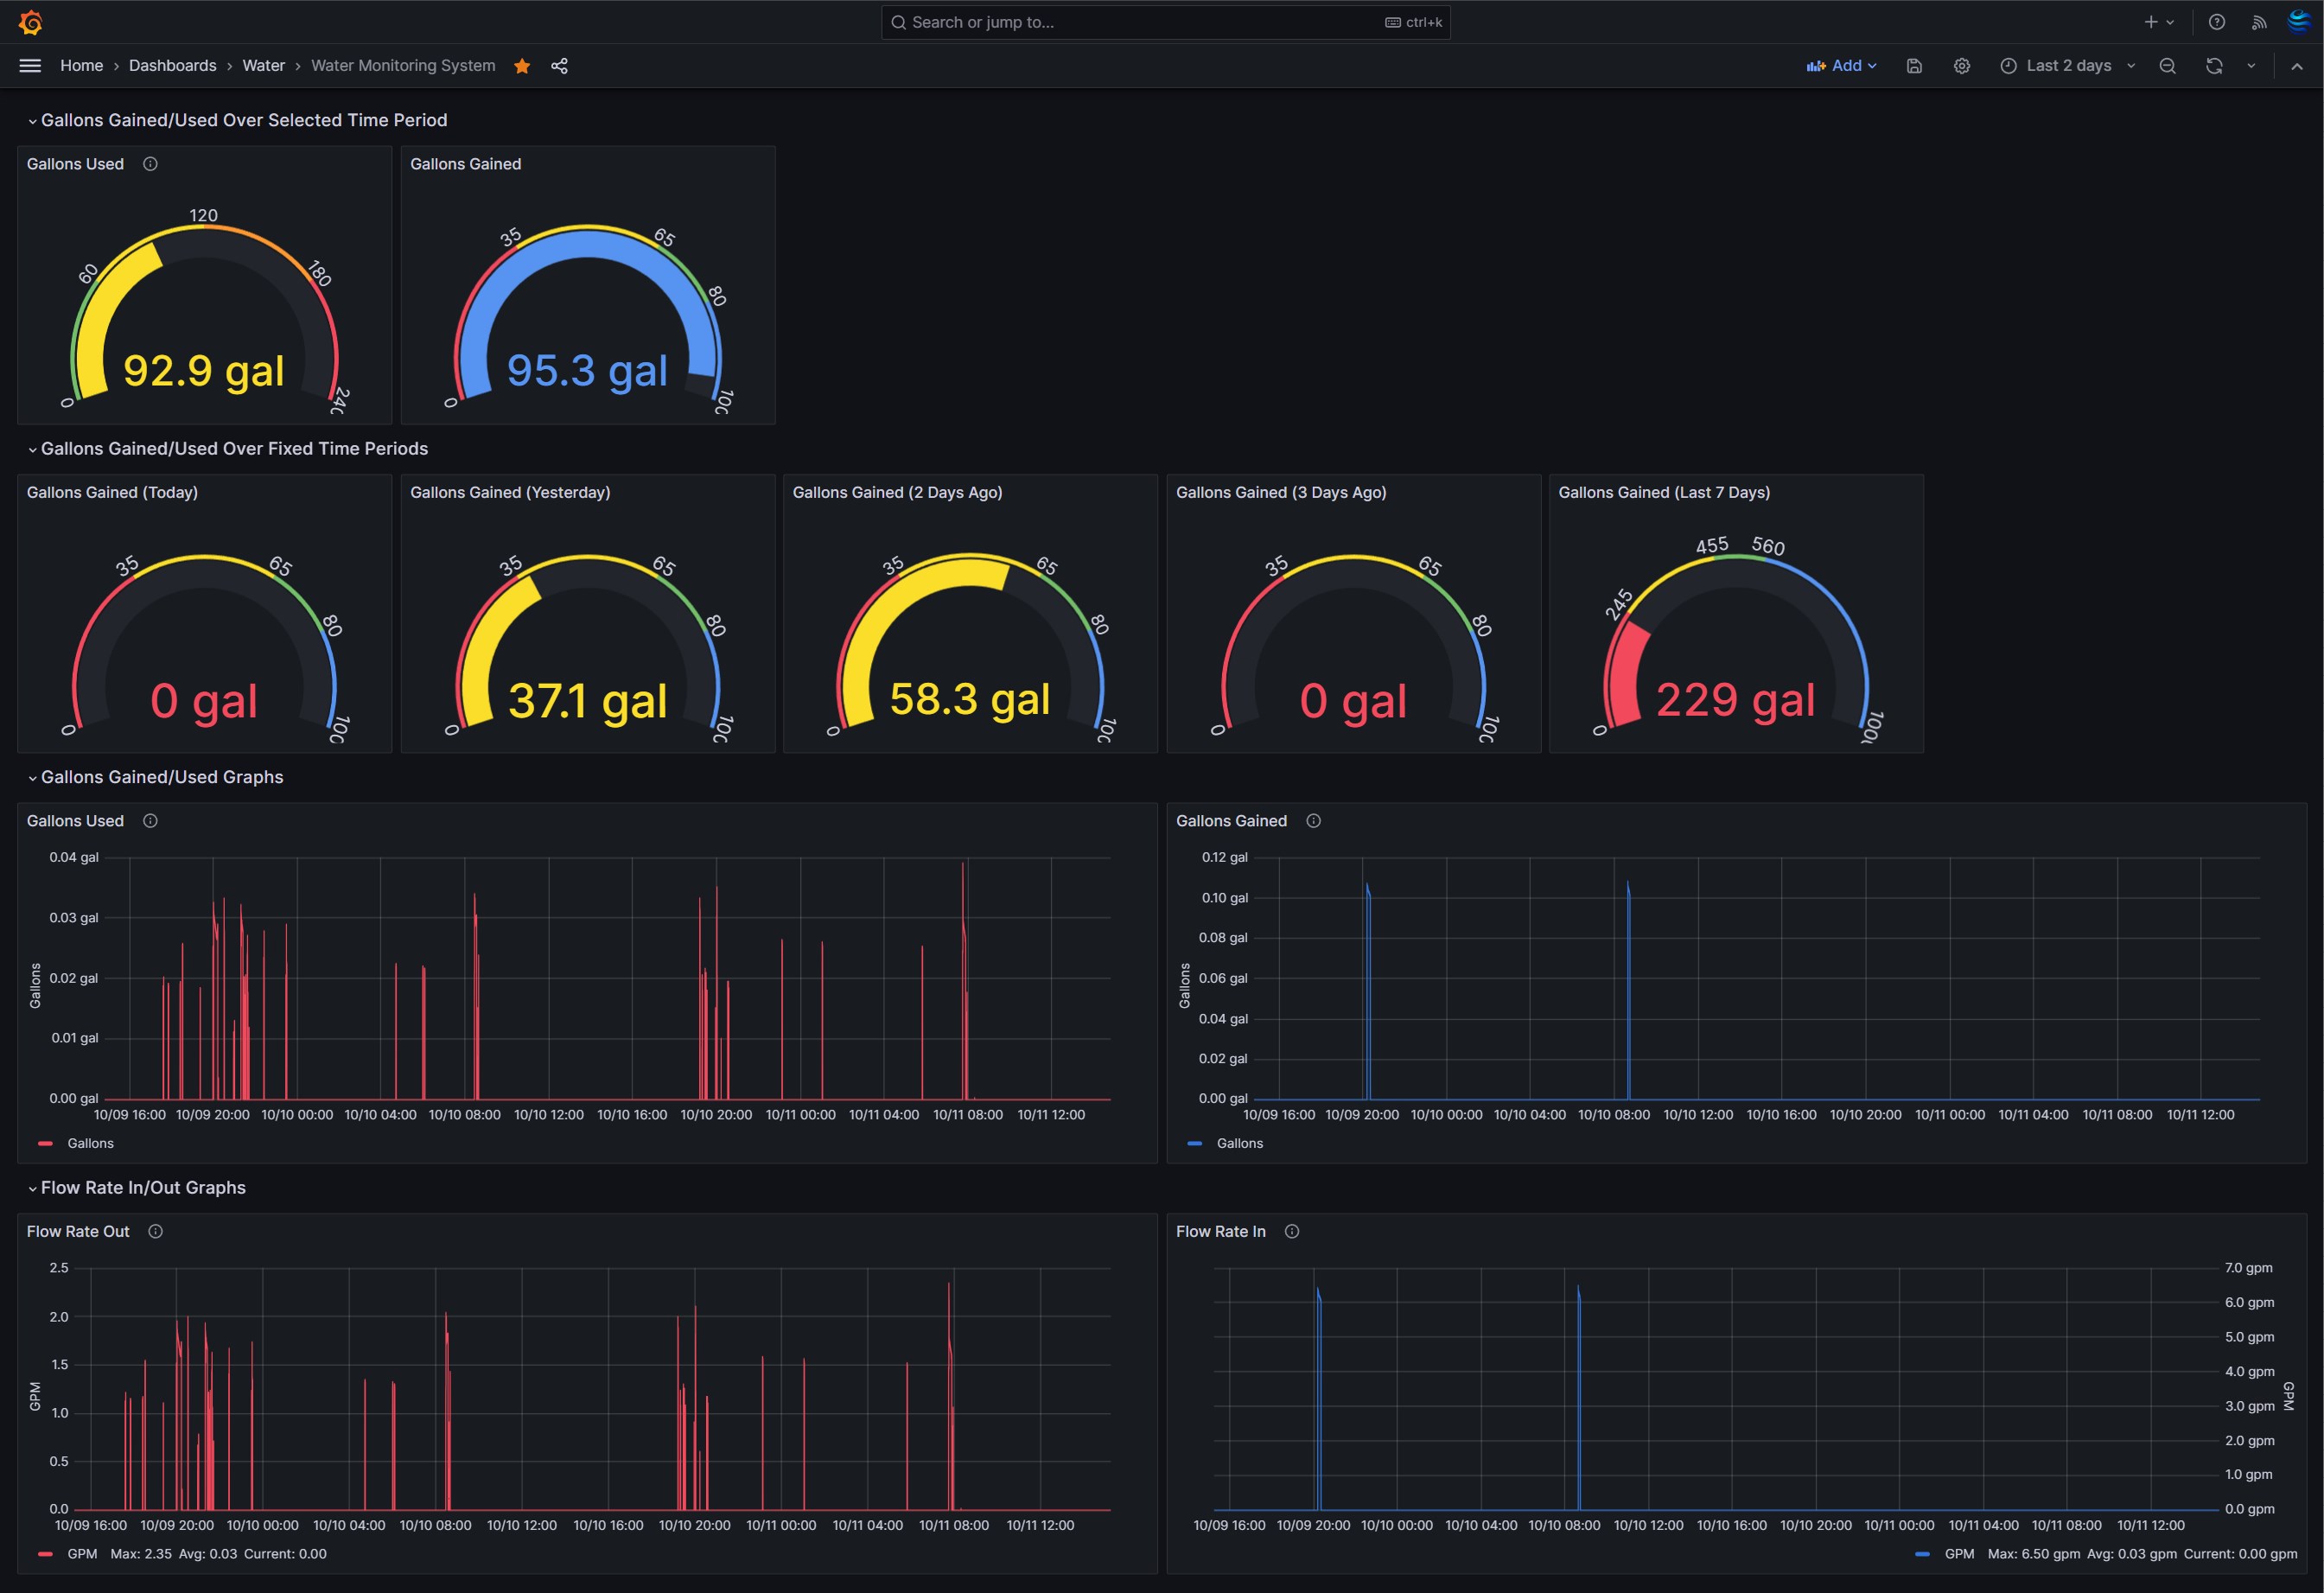 Search or jump to... ctrl+k
Home › Dashboards › Water › Water Monitoring System
Add
Last 2 days
Gallons Gained/Used Over Selected Time Period
Gallons Used
0
60
120
180
240
92.9 gal
Gallons Gained
0
35
65
80
100
95.3 gal
Gallons Gained/Used Over Fixed Time Periods
Gallons Gained (Today)
0
35
65
80
100
0 gal
Gallons Gained (Yesterday)
0
35
65
80
100
37.1 gal
Gallons Gained (2 Days Ago)
0
35
65
80
100
58.3 gal
Gallons Gained (3 Days Ago)
0
35
65
80
100
0 gal
Gallons Gained (Last 7 Days)
0
245
455
560
229 gal
Gallons Gained/Used Graphs
Gallons Used
Gallons
0.04 gal
0.03 gal
0.02 gal
0.01 gal
0.00 gal
10/09 16:00 10/09 20:00 10/10 00:00 10/10 04:00 10/10 08:00 10/10 12:00 10/10 16:00 10/10 20:00 10/11 00:00 10/11 04:00 10/11 08:00 10/11 12:00
Gallons
Gallons Gained
Gallons
0.12 gal
0.10 gal
0.08 gal
0.06 gal
0.04 gal
0.02 gal
0.00 gal
10/09 16:00 10/09 20:00 10/10 00:00 10/10 04:00 10/10 08:00 10/10 12:00 10/10 16:00 10/10 20:00 10/11 00:00 10/11 04:00 10/11 08:00 10/11 12:00
Gallons
Flow Rate In/Out Graphs
Flow Rate Out
GPM
2.5
2.0
1.5
1.0
0.5
0.0
10/09 16:00 10/09 20:00 10/10 00:00 10/10 04:00 10/10 08:00 10/10 12:00 10/10 16:00 10/10 20:00 10/11 00:00 10/11 04:00 10/11 08:00 10/11 12:00
GPM Max: 2.35 Avg: 0.03 Current: 0.00
Flow Rate In
7.0 gpm
6.0 gpm
5.0 gpm
4.0 gpm
3.0 gpm
2.0 gpm
1.0 gpm
0.0 gpm
GPM
10/09 16:00 10/09 20:00 10/10 00:00 10/10 04:00 10/10 08:00 10/10 12:00 10/10 16:00 10/10 20:00 10/11 00:00 10/11 04:00 10/11 08:00 10/11 12:00
GPM Max: 6.50 gpm Avg: 0.03 gpm Current: 0.00 gpm